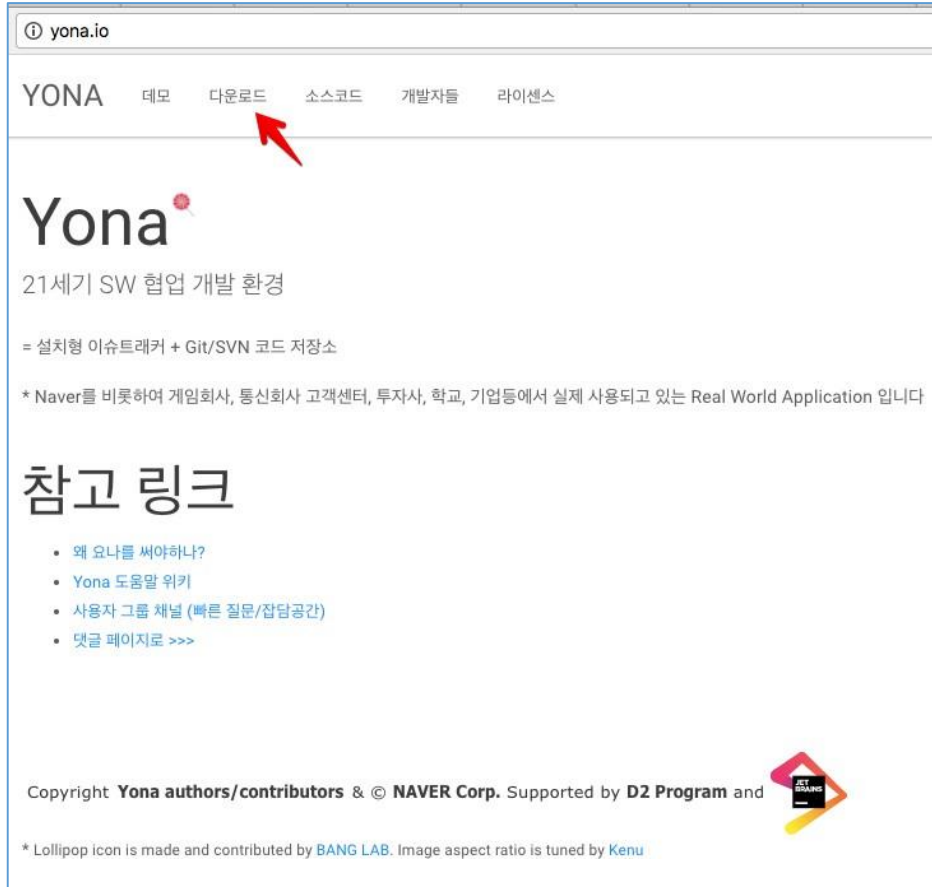 yona.io
YONA 데모 다운로드 소스코드 개발자들 라이센스
Yona
21세기 SW 협업 개발 환경
= 설치형 이슈트래커 + Git/SVN 코드 저장소
* Naver를 비롯하여 게임회사, 통신회사 고객센터, 투자사, 학교, 기업등에서 실제 사용되고 있는 Real World Application 입니다
참고 링크
• 왜 요나를 써야하나?
• Yona 도움말 위키
• 사용자 그룹 채널 (빠른 질문/잡담공간)
• 댓글 페이지로 >>>
Copyright Yona authors/contributors & © NAVER Corp. Supported by D2 Program and
JET
BRAINS
* Lollipop icon is made and contributed by BANG LAB. Image aspect ratio is tuned by Kenu